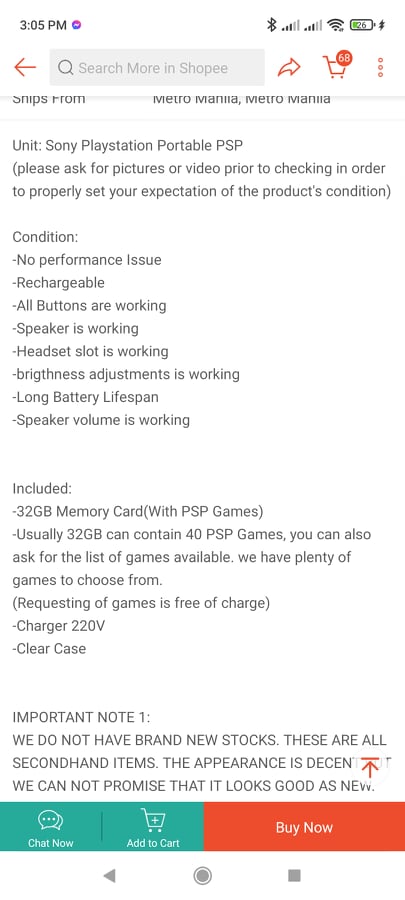 3:05 PM
26
Search More in Shopee
68
Ships From Metro Manila, Metro Manila
Unit: Sony Playstation Portable PSP
(please ask for pictures or video prior to checking in order
to properly set your expectation of the product's condition)
Condition:
-No performance Issue
-Rechargeable
-All Buttons are working
-Speaker is working
-Headset slot is working
-brigthness adjustments is working
-Long Battery Lifespan
-Speaker volume is working
Included:
-32GB Memory Card(With PSP Games)
-Usually 32GB can contain 40 PSP Games, you can also
ask for the list of games available. we have plenty of
games to choose from.
(Requesting of games is free of charge)
-Charger 220V
-Clear Case
IMPORTANT NOTE 1:
WE DO NOT HAVE BRAND NEW STOCKS. THESE ARE ALL
SECONDHAND ITEMS. THE APPEARANCE IS DECENT
WE CAN NOT PROMISE THAT IT LOOKS GOOD AS NEW.
Chat Now
Add to Cart
Buy Now